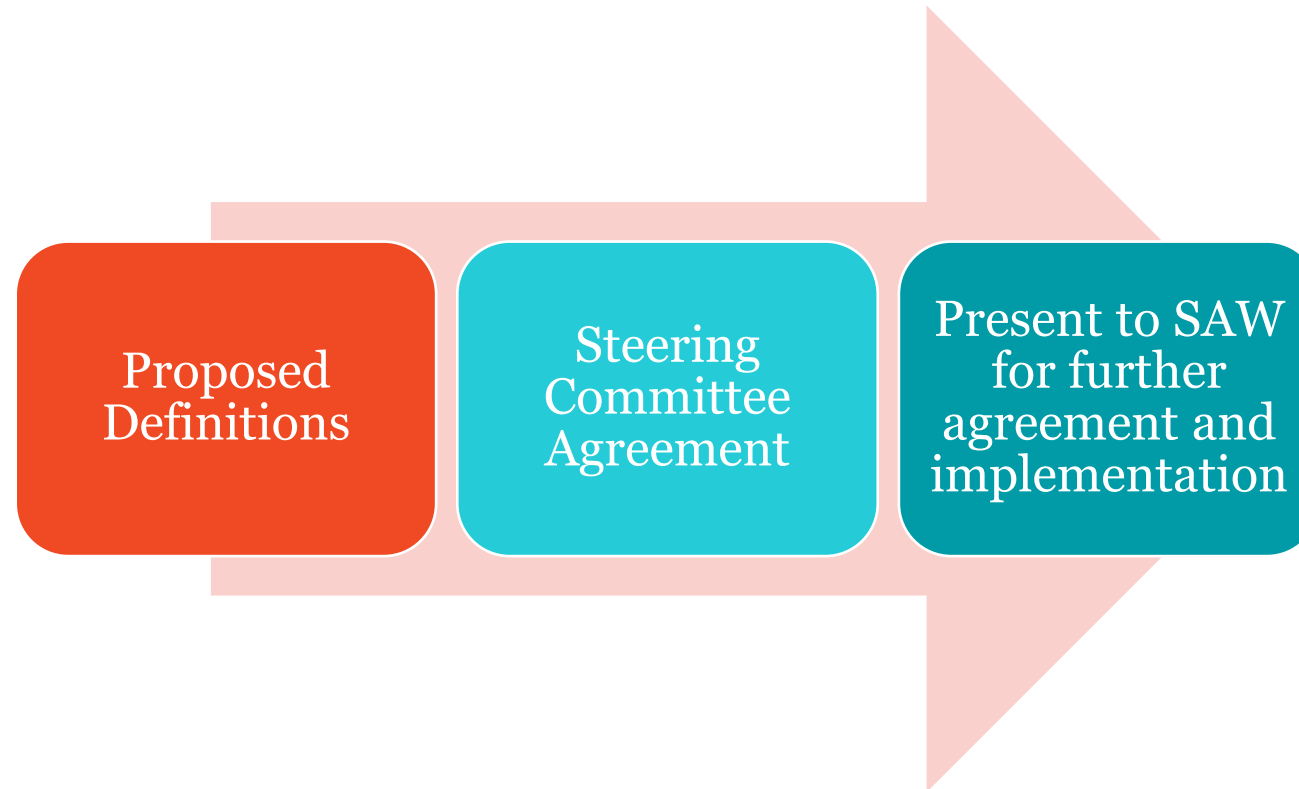 Proposed
Definitions
Steering
Committee
Agreement
Present to SAW
for further
agreement and
implementation